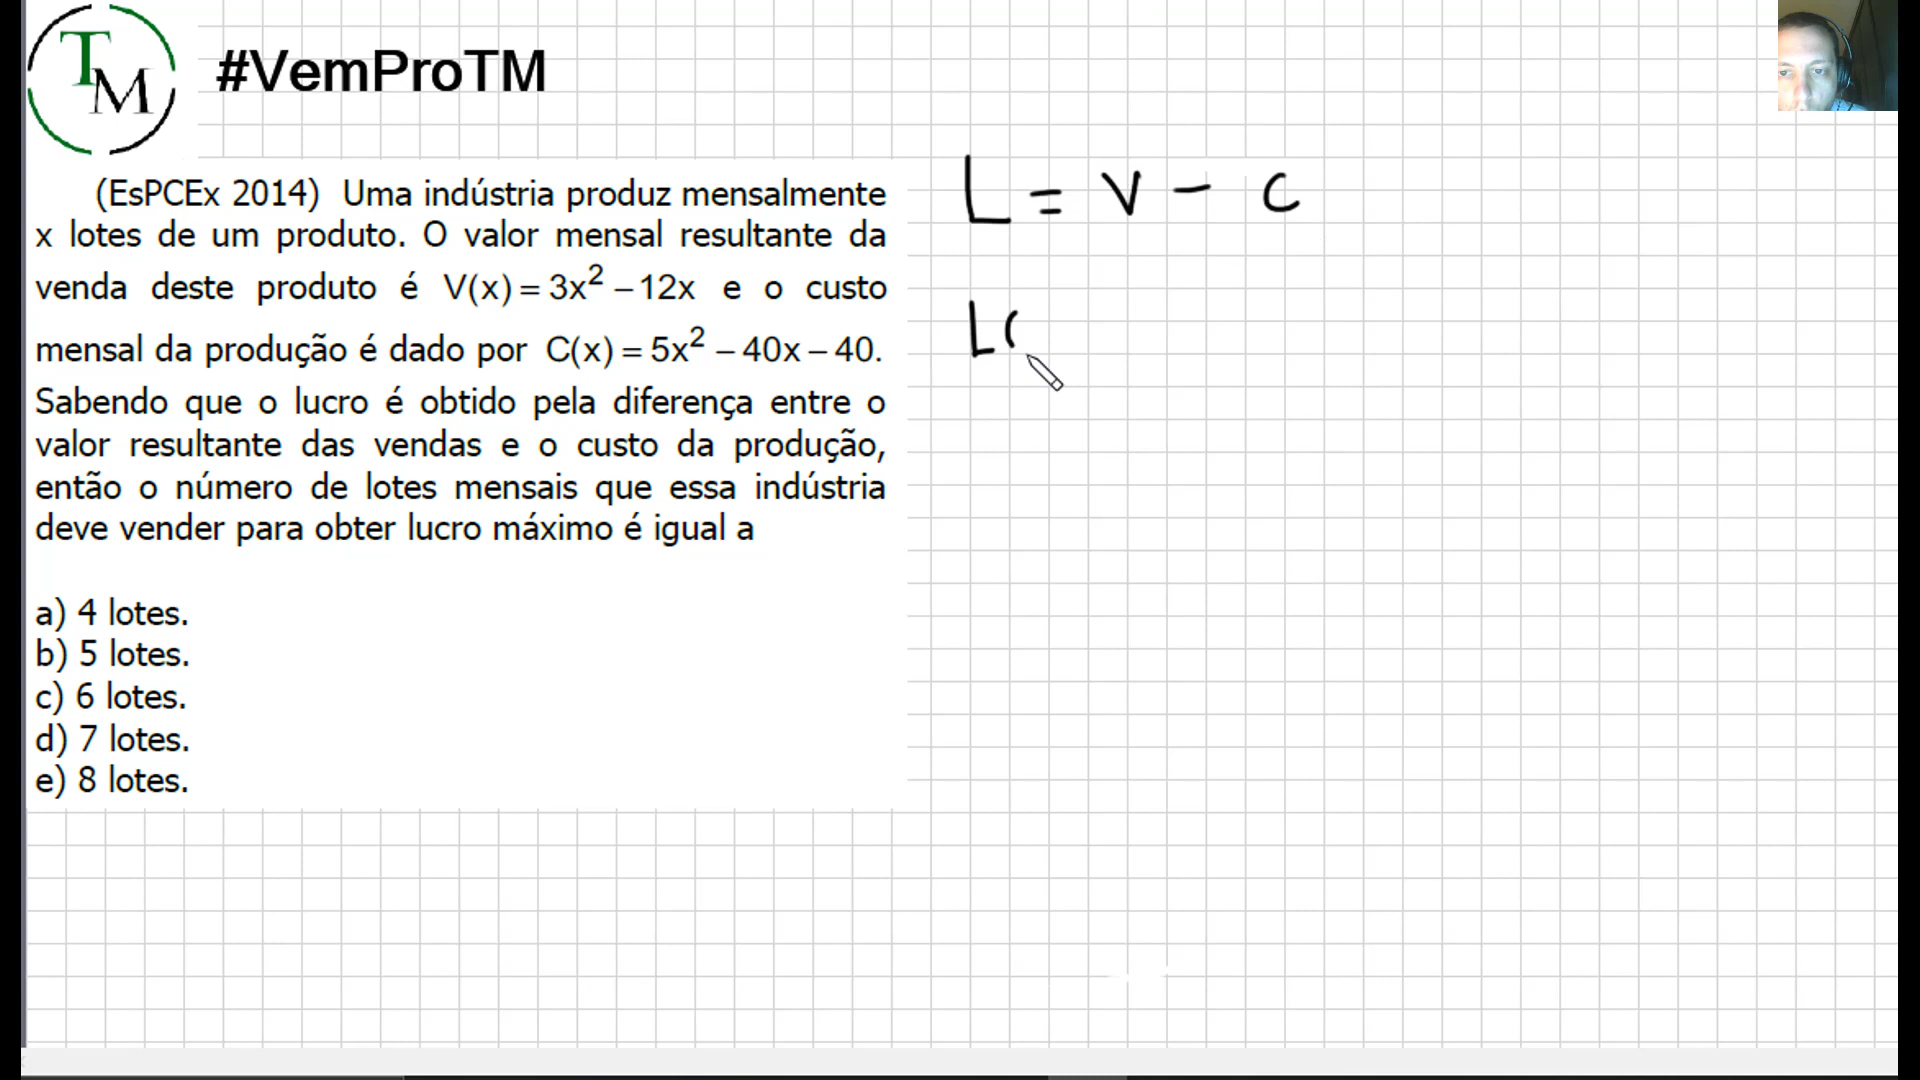 TM
#VemProTM
(EsPCEx 2014) Uma indústria produz mensalmente
x lotes de um produto. O valor mensal resultante da
venda deste produto é V(x) = 3x² – 12x e o custo
mensal da produção é dado por C(x) = 5x² – 40x – 40.
Sabendo que o lucro é obtido pela diferença entre o
valor resultante das vendas e o custo da produção,
então o número de lotes mensais que essa indústria
deve vender para obter lucro máximo é igual a
a) 4 lotes.
b) 5 lotes.
c) 6 lotes.
d) 7 lotes.
e) 8 lotes.
L = V – C
L(